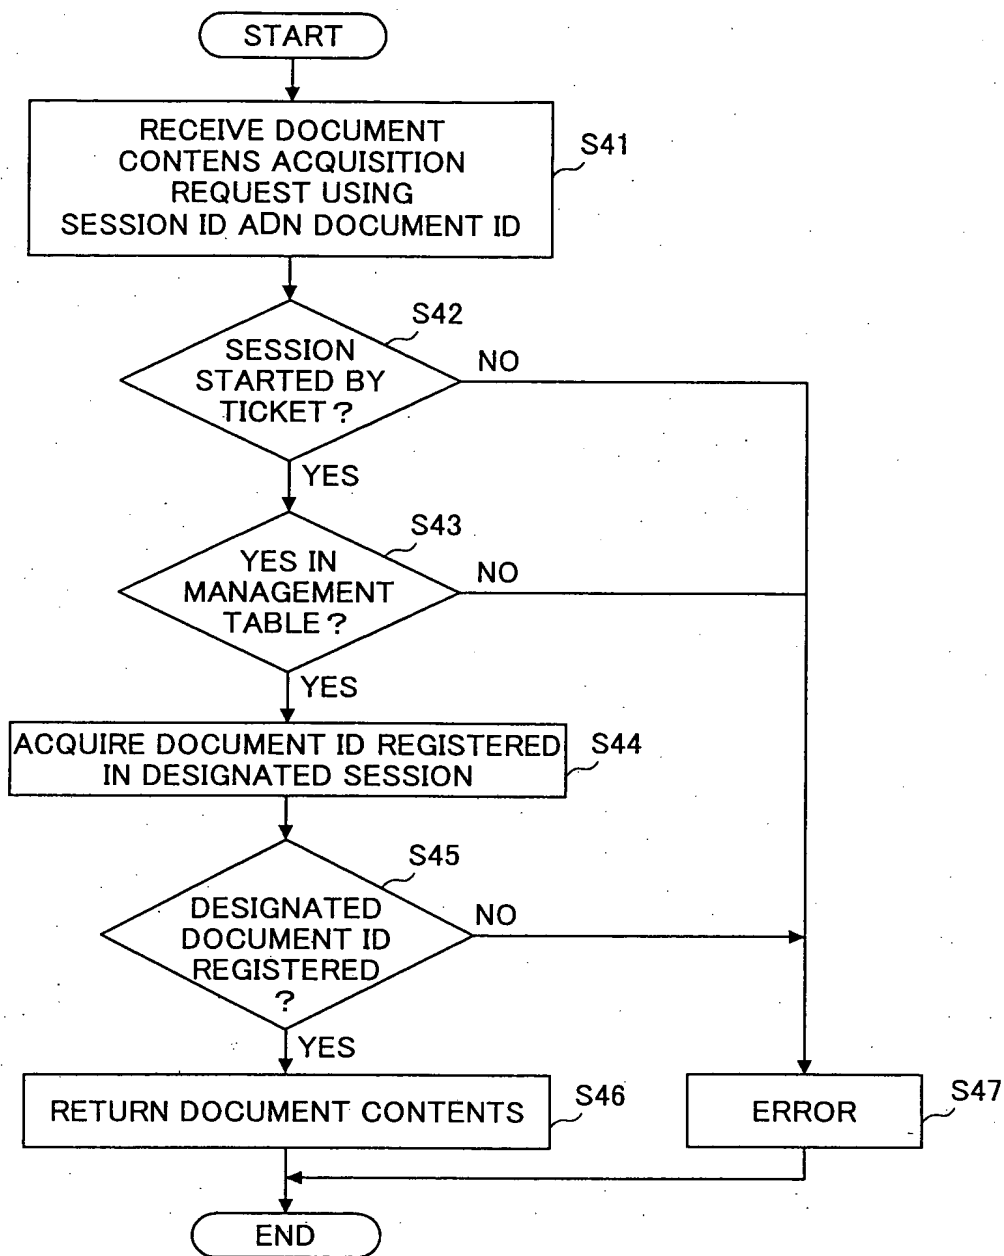 START
RECEIVE DOCUMENT
CONTENS ACQUISITION
REQUEST USING
SESSION ID ADN DOCUMENT ID
S41
S42
SESSION
STARTED BY
TICKET?
NO
YES
S43
YES IN
MANAGEMENT
TABLE?
NO
YES
ACQUIRE DOCUMENT ID REGISTERED
IN DESIGNATED SESSION
S44
S45
DESIGNATED
DOCUMENT ID
REGISTERED
?
NO
YES
RETURN DOCUMENT CONTENTS
S46
ERROR
S47
END